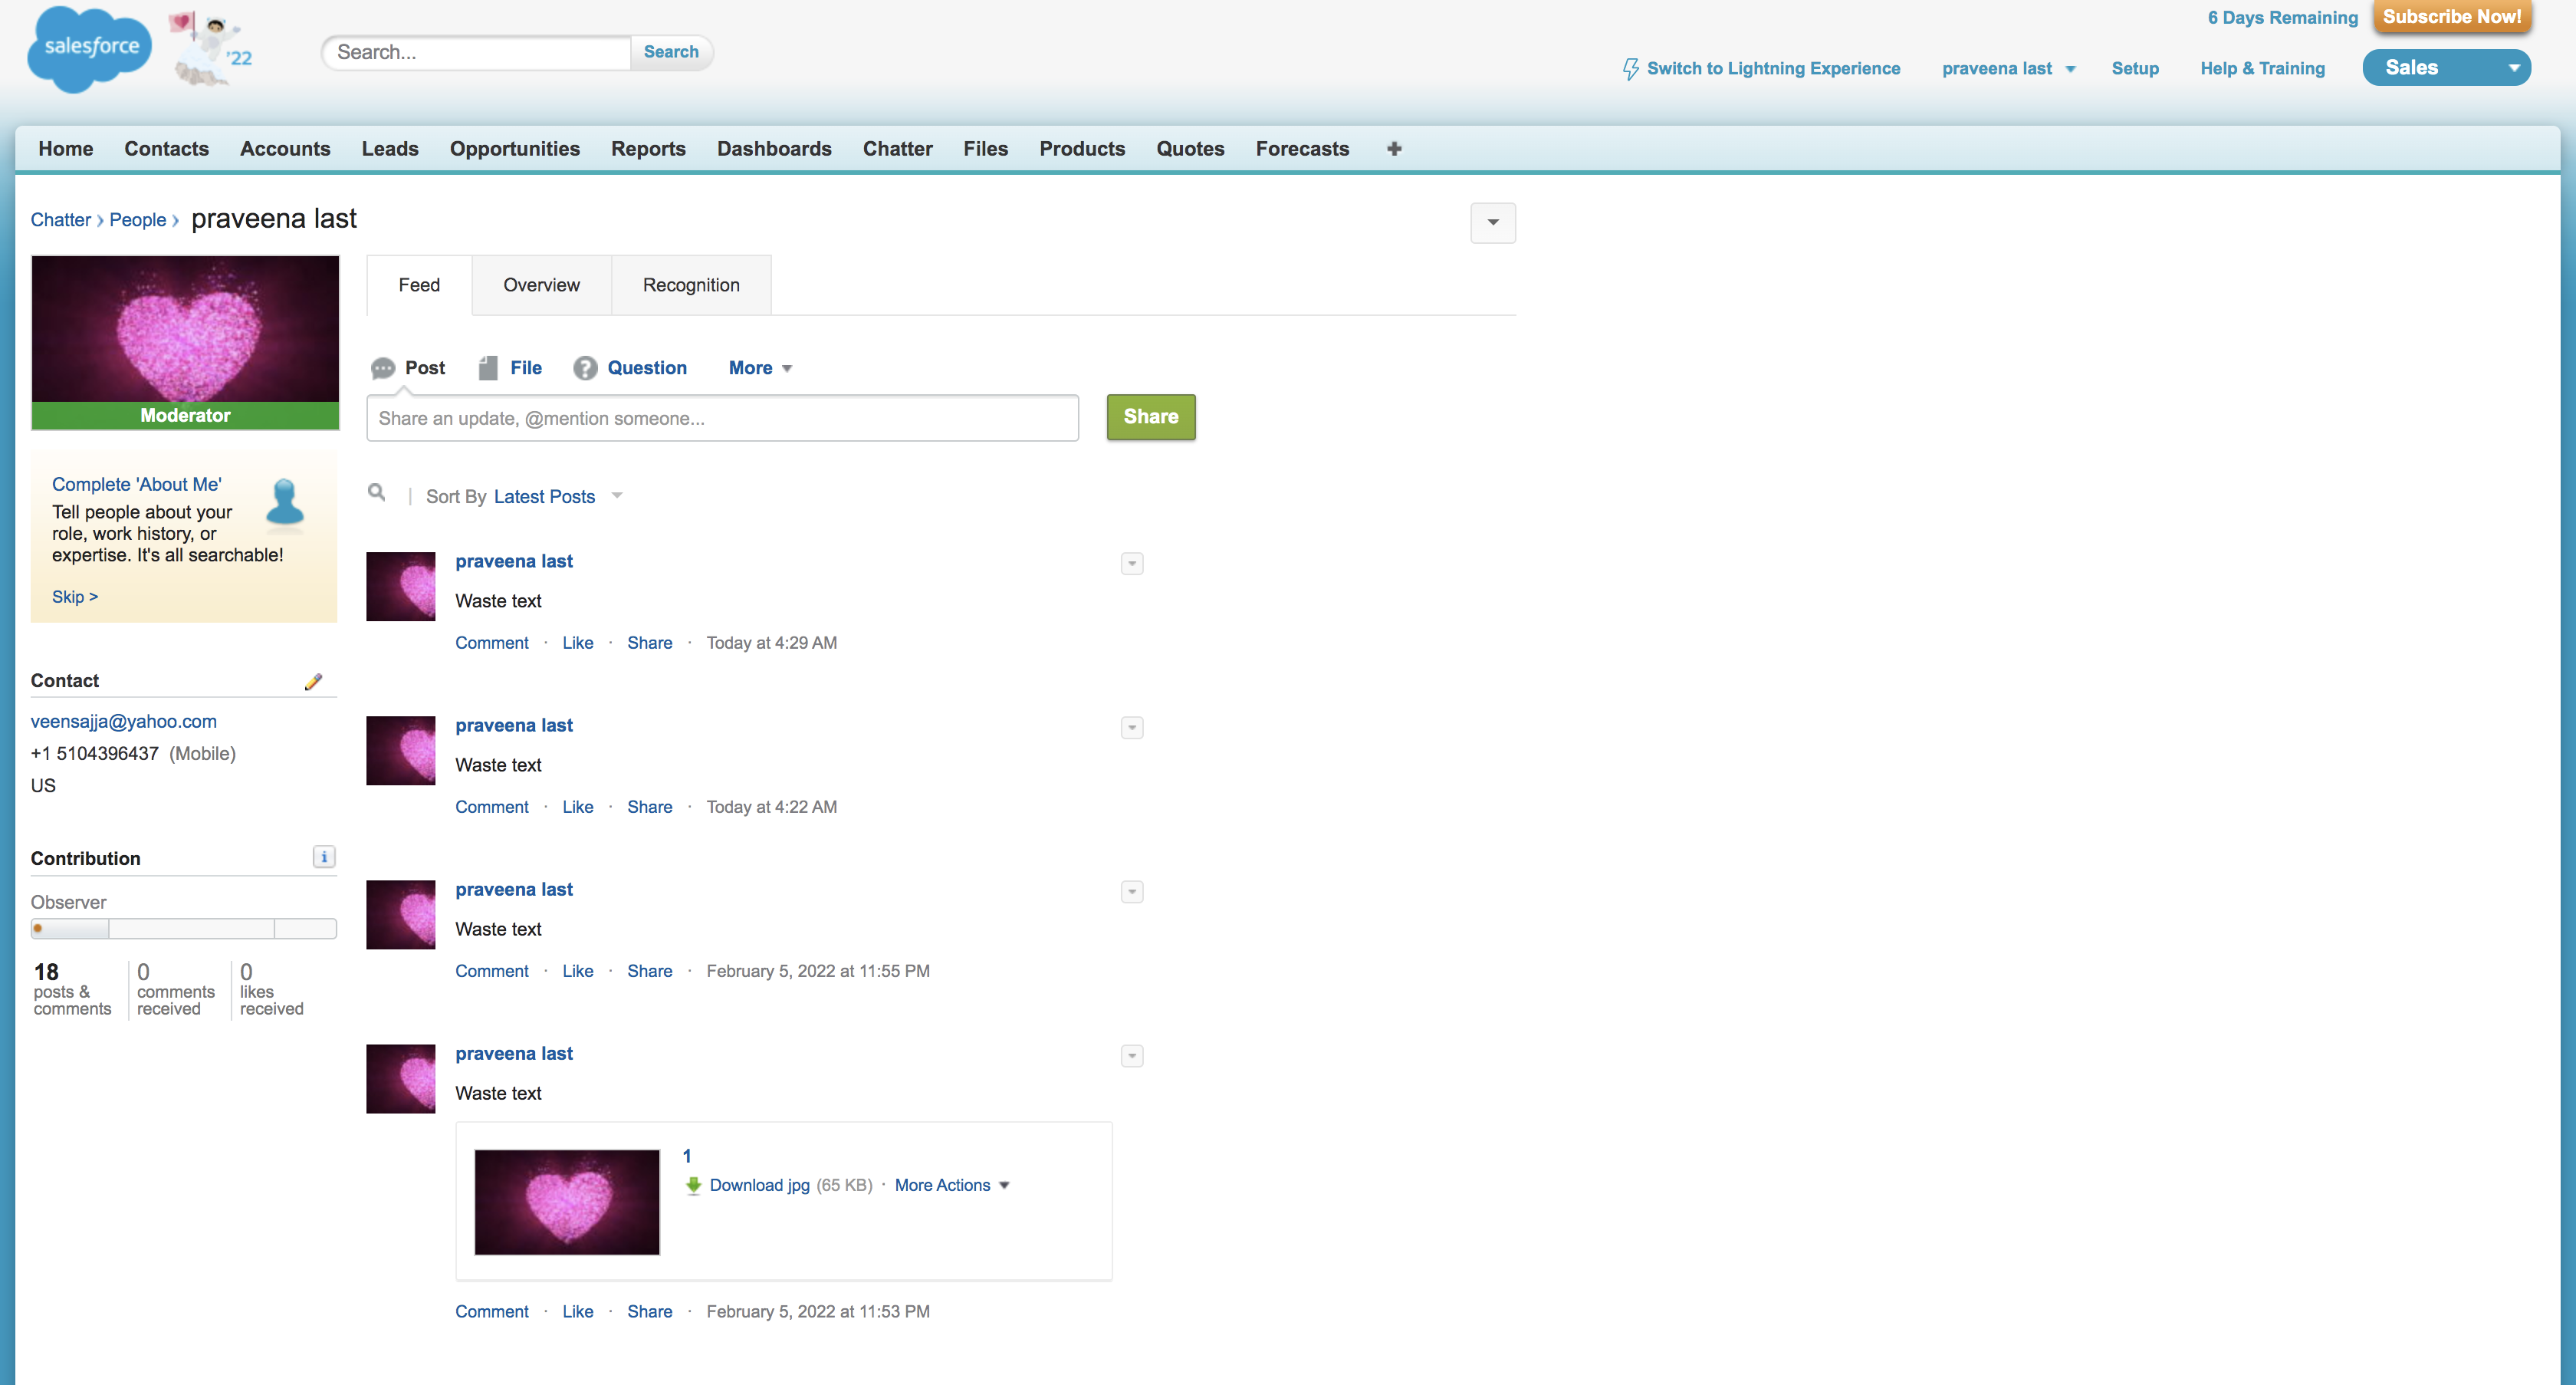 salesforce
'22
Search...
Search
6 Days Remaining
Subscribe Now!
Switch to Lightning Experience
praveena last
Setup
Help & Training
Sales
Home
Contacts
Accounts
Leads
Opportunities
Reports
Dashboards
Chatter
Files
Products
Quotes
Forecasts
Chatter › People › praveena last
Moderator
Complete 'About Me'
Tell people about your
role, work history, or
expertise. It's all searchable!
Skip >
Contact
veensajja@yahoo.com
+1 5104396437 (Mobile)
US
Contribution
i
Observer
18
posts &
comments
0
comments
received
0
likes
received
Feed
Overview
Recognition
Post
File
? Question
More
Share an update, @mention someone...
Share
| Sort By Latest Posts
praveena last
Waste text
Comment · Like · Share · Today at 4:29 AM
praveena last
Waste text
Comment · Like · Share · Today at 4:22 AM
praveena last
Waste text
Comment · Like · Share · February 5, 2022 at 11:55 PM
praveena last
Waste text
1
Download jpg (65 KB) · More Actions
Comment · Like · Share · February 5, 2022 at 11:53 PM